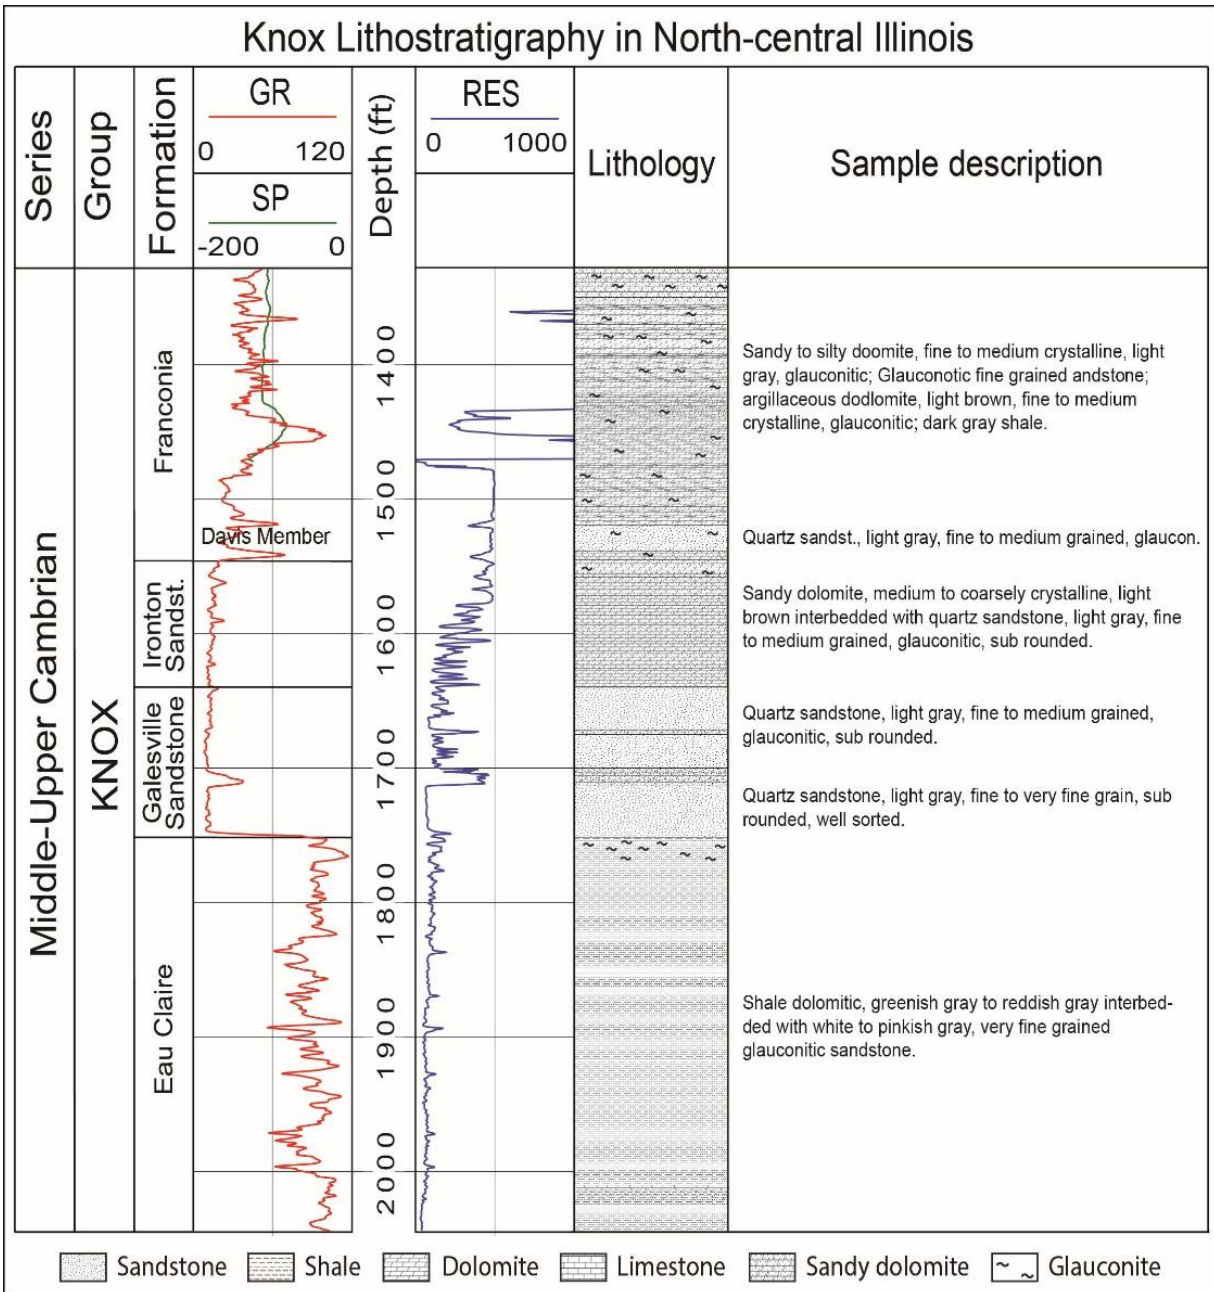 Knox Lithostratigraphy in North-central Illinois
Series
Group
Formation
GR
0 120
SP
-200 0
Depth (ft)
RES
0 1000
Lithology
Sample description
Middle-Upper Cambrian
KNOX
Franconia
Davis Member
Ironton
Sandst.
Galesville
Sandstone
Eau Claire
1400
1500
1600
1700
1800
1900
2000
Sandy to silty doomite, fine to medium crystalline, light
gray, glauconitic; Glauconotic fine grained andstone;
argillaceous dodlomite, light brown, fine to medium
crystalline, glauconitic; dark gray shale.
Quartz sandst., light gray, fine to medium grained, glaucon.
Sandy dolomite, medium to coarsely crystalline, light
brown interbedded with quartz sandstone, light gray, fine
to medium grained, glauconitic, sub rounded.
Quartz sandstone, light gray, fine to medium grained,
glauconitic, sub rounded.
Quartz sandstone, light gray, fine to very fine grain, sub
rounded, well sorted.
Shale dolomitic, greenish gray to reddish gray interbed-
ded with white to pinkish gray, very fine grained
glauconitic sandstone.
Sandstone Shale Dolomite Limestone Sandy dolomite Glauconite